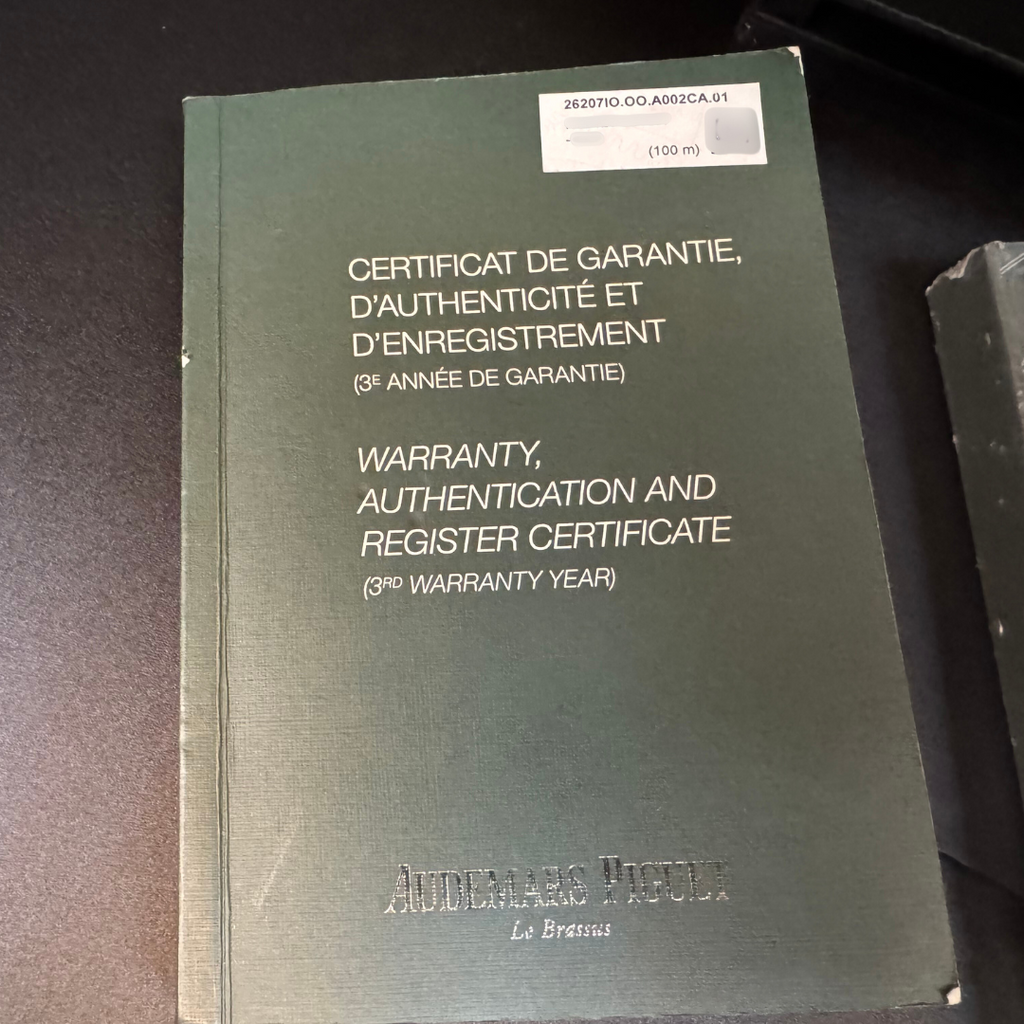 26207IO.OO.A002CA.01
(100 m)
CERTIFICAT DE GARANTIE,
D'AUTHENTICITÉ ET
D'ENREGISTREMENT
(3E ANNÉE DE GARANTIE)
WARRANTY,
AUTHENTICATION AND
REGISTER CERTIFICATE
(3RD WARRANTY YEAR)
AUDEMARS PIGUET
Le Brassus